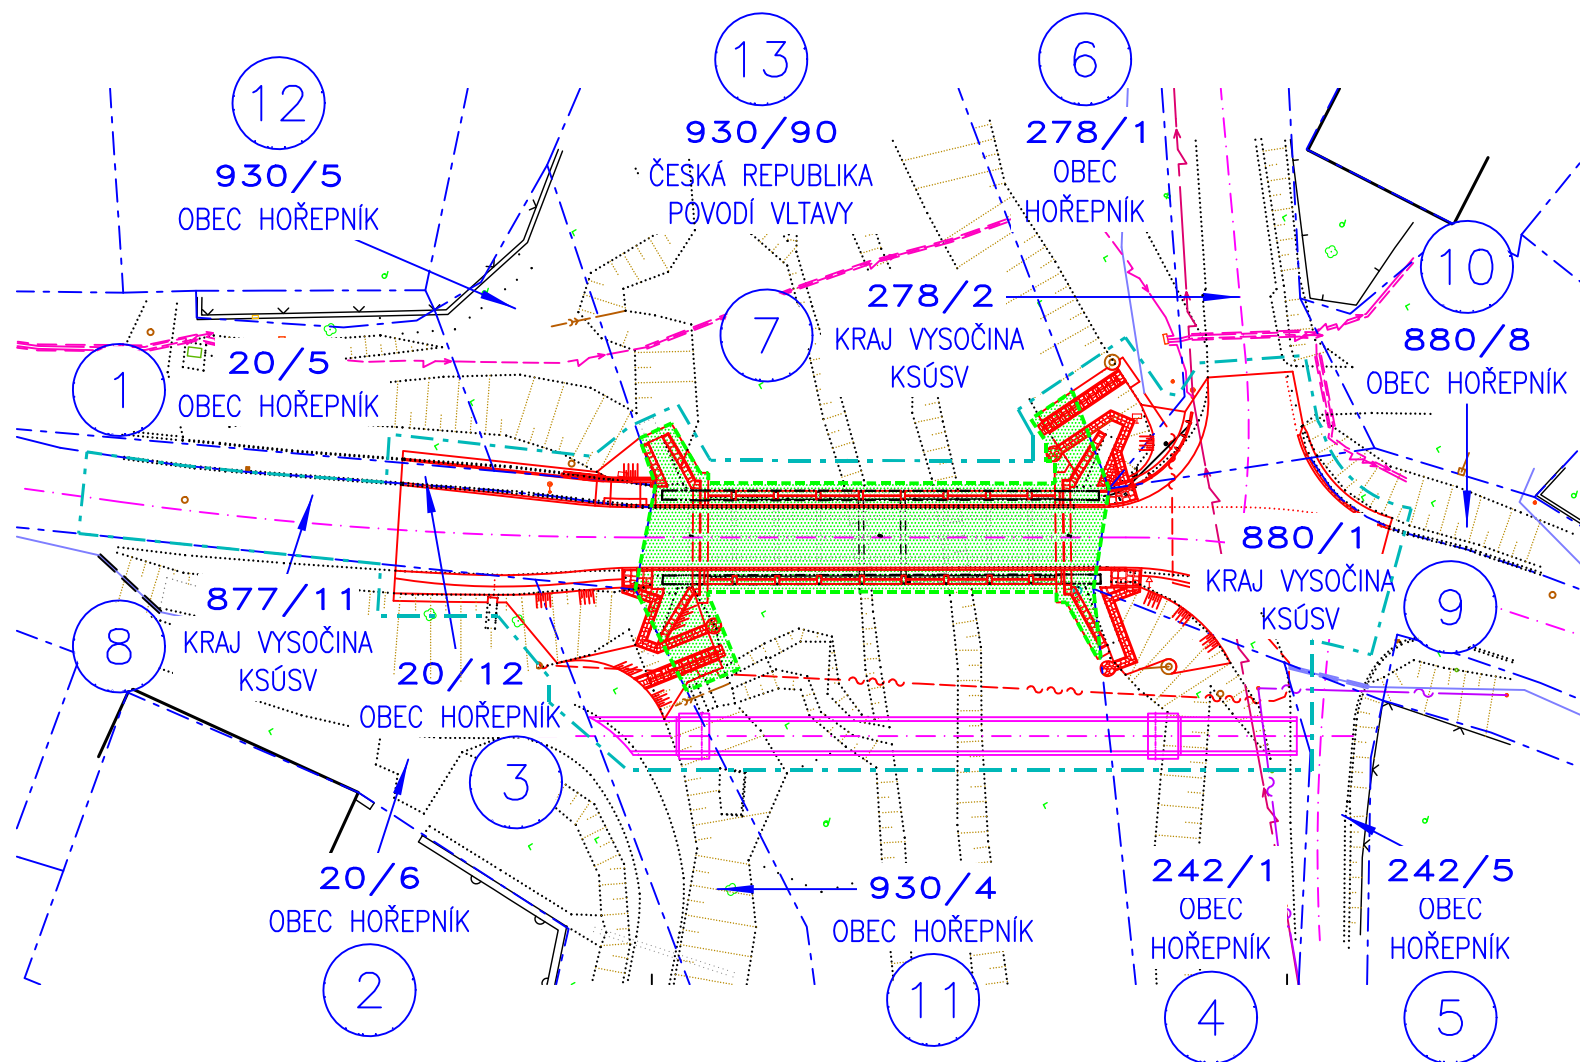 12
930/5
OBEC HOŘEPNÍK
13
930/90
ČESKÁ REPUBLIKA
POVODÍ VLTAVY
6
278/1
OBEC
HOŘEPNÍK
1
20/5
OBEC HOŘEPNÍK
7
278/2
KRAJ VYSOČINA
KSÚSV
10
880/8
OBEC HOŘEPNÍK
8
877/11
KRAJ VYSOČINA
KSÚSV
20/12
OBEC HOŘEPNÍK
3
880/1
KRAJ VYSOČINA
KSÚSV
9
20/6
OBEC HOŘEPNÍK
2
930/4
OBEC HOŘEPNÍK
11
242/1
OBEC
HOŘEPNÍK
4
242/5
OBEC
HOŘEPNÍK
5